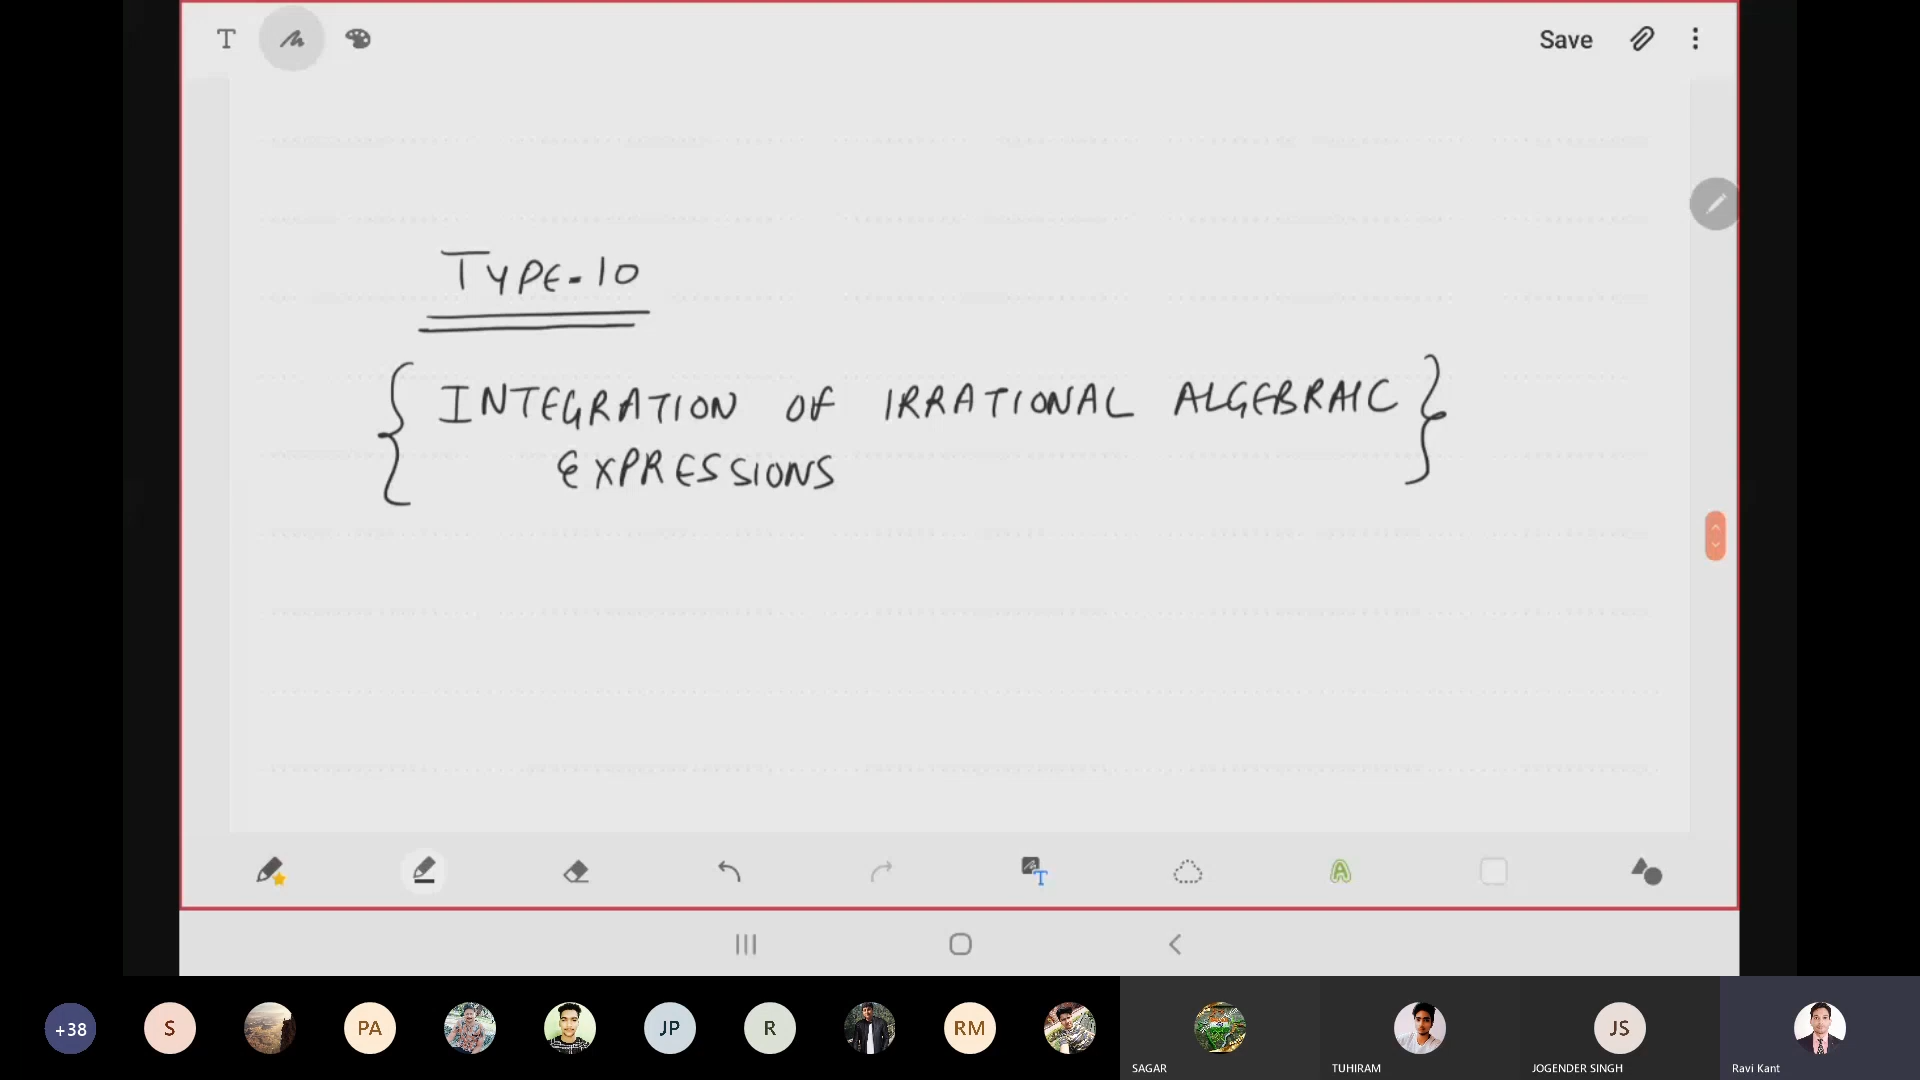 T
Save
TYPE-10
{ INTEGRATION OF IRRATIONAL ALGEBRAIC }
EXPRESSIONS
T
A
+38
S
PA
JP
R
RM
JS
SAGAR
TUHIRAM
JOGENDER SINGH
Ravi Kant